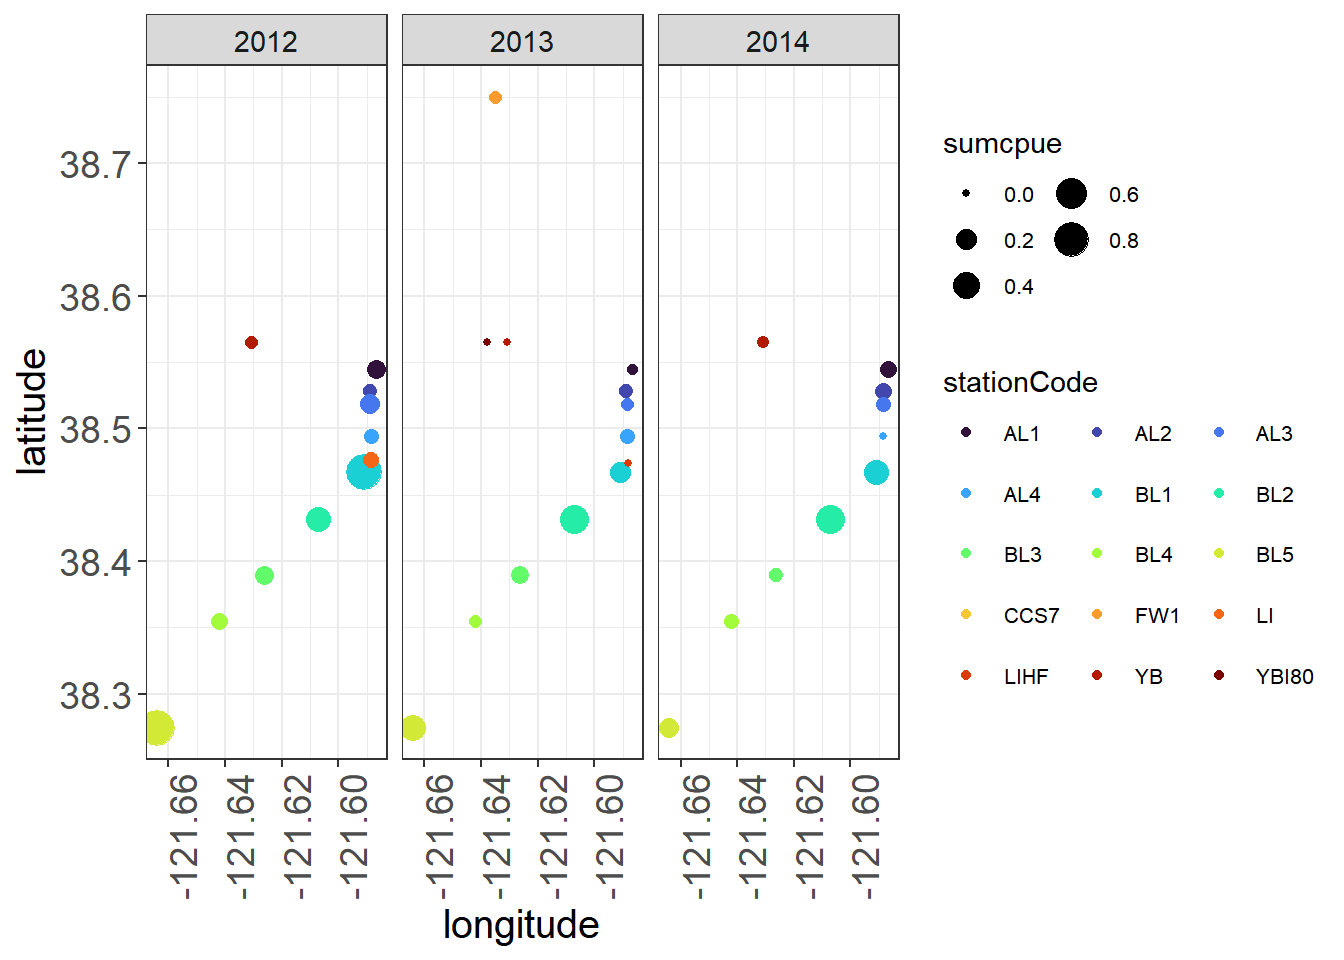 2012 2013 2014
latitude
38.7
38.6
38.5
38.4
38.3
-121.66 -121.64 -121.62 -121.60 -121.66 -121.64 -121.62 -121.60 -121.66 -121.64 -121.62 -121.60
longitude
sumcpue
0.0 0.6
0.2 0.8
0.4
stationCode
AL1 AL2 AL3
AL4 BL1 BL2
BL3 BL4 BL5
CCS7 FW1 LI
LIHF YB YBI80